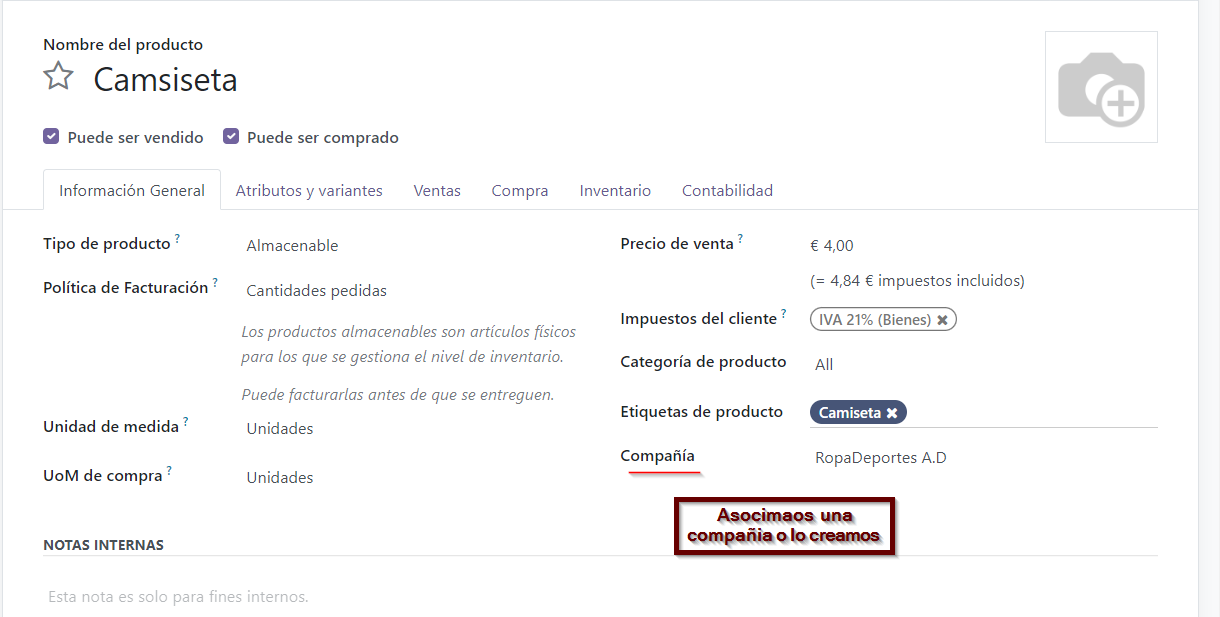 Nombre del producto
Camsiseta
Puede ser vendido Puede ser comprado
Información General Atributos y variantes Ventas Compra Inventario Contabilidad
Tipo de producto ? Almacenable
Política de Facturación ? Cantidades pedidas
Los productos almacenables son artículos físicos
para los que se gestiona el nivel de inventario.
Puede facturarlas antes de que se entreguen.
Unidad de medida ? Unidades
UoM de compra ? Unidades
Precio de venta ? € 4,00
(= 4,84 € impuestos incluidos)
Impuestos del cliente ? IVA 21% (Bienes) ✖
Categoría de producto All
Etiquetas de producto Camiseta ✖
Compañía RopaDeportes A.D
Asocimaos una
compañia o lo creamos
NOTAS INTERNAS
Esta nota es solo para fines internos.